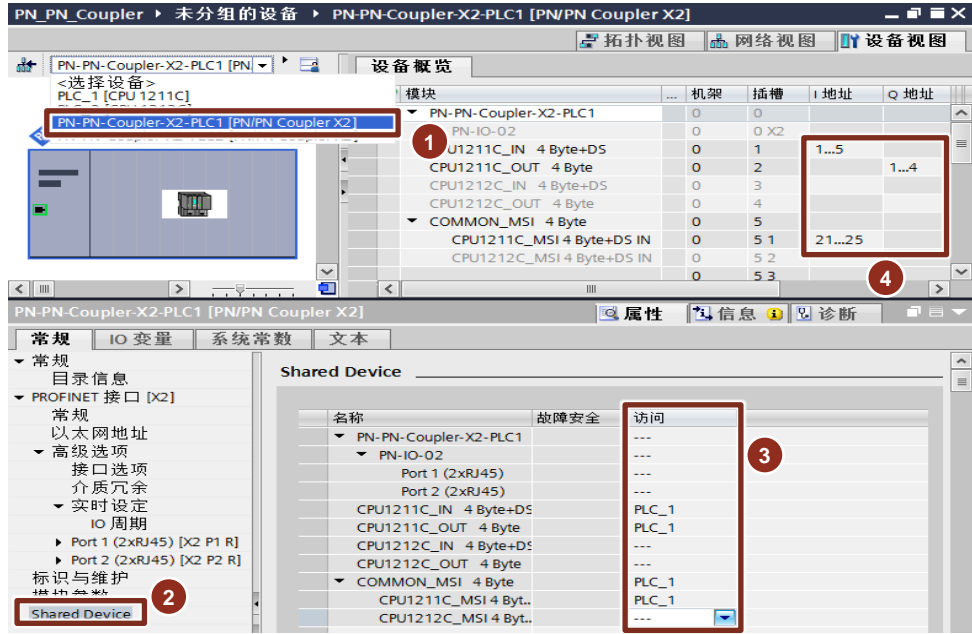 PN_PN_Coupler ▸ 未分组的设备 ▸ PN-PN-Coupler-X2-PLC1 [PN/PN Coupler X2]
拓扑视图 网络视图 设备视图
PN-PN-Coupler-X2-PLC1 [PN 设备概览
<选择设备>
PLC_1 [CPU 1211C]
PN-PN-Coupler-X2-PLC1 [PN/PN Coupler X2]
1
模块 ... 机架 插槽 I 地址 Q 地址
PN-PN-Coupler-X2-PLC1 0 0
PN-IO-02 0 0 X2
CPU1211C_IN 4 Byte+DS 0 1 1...5
CPU1211C_OUT 4 Byte 0 2 1...4
CPU1212C_IN 4 Byte+DS 0 3
CPU1212C_OUT 4 Byte 0 4
COMMON_MSI 4 Byte 0 5
CPU1211C_MSI 4 Byte+DS IN 0 5 1 21...25
CPU1212C_MSI 4 Byte+DS IN 0 5 2
0 5 3
4
PN-PN-Coupler-X2-PLC1 [PN/PN Coupler X2] 属性 信息 诊断
常规 IO 变量 系统常数 文本
常规
目录信息
PROFINET 接口 [X2]
常规
以太网地址
高级选项
接口选项
介质冗余
实时设定
IO 周期
Port 1 (2xRJ45) [X2 P1 R]
Port 2 (2xRJ45) [X2 P2 R]
标识与维护
模块参数
Shared Device
2
Shared Device
名称 故障安全 访问
PN-PN-Coupler-X2-PLC1 ---
PN-IO-02 ---
Port 1 (2xRJ45) ---
Port 2 (2xRJ45) ---
CPU1211C_IN 4 Byte+DS PLC_1
CPU1211C_OUT 4 Byte PLC_1
CPU1212C_IN 4 Byte+DS ---
CPU1212C_OUT 4 Byte ---
COMMON_MSI 4 Byte PLC_1
CPU1211C_MSI 4 Byt.. PLC_1
CPU1212C_MSI 4 Byt.. ---
3